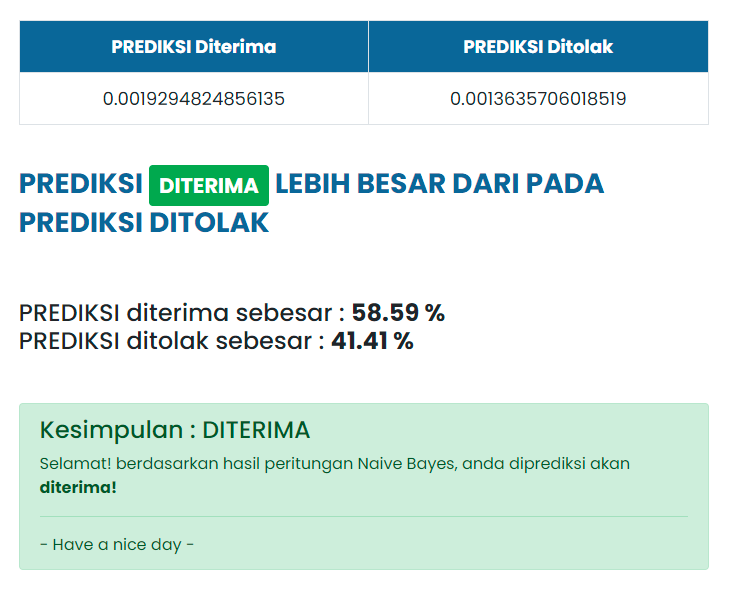 PREDIKSI Diterima PREDIKSI Ditolak
0.0019294824856135 0.0013635706018519
PREDIKSI DITERIMA LEBIH BESAR DARI PADA
PREDIKSI DITOLAK
PREDIKSI diterima sebesar : 58.59 %
PREDIKSI ditolak sebesar : 41.41 %
Kesimpulan : DITERIMA
Selamat! berdasarkan hasil peritungan Naive Bayes, anda diprediksi akan
diterima!
- Have a nice day -